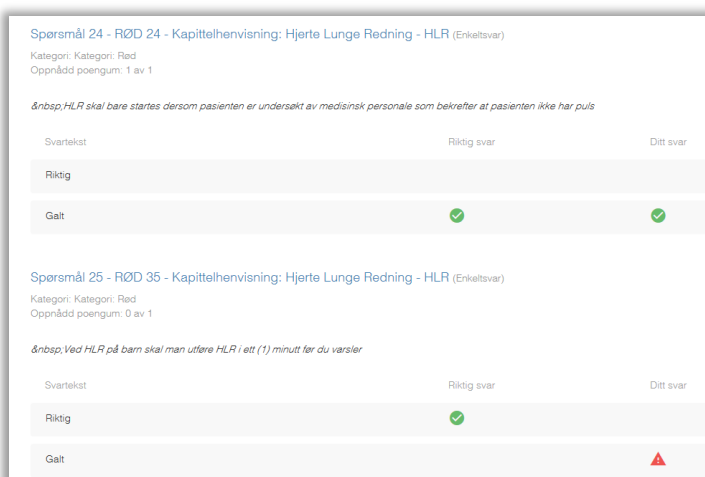 Spørsmål 24 - RØD 24 - Kapittelhenvisning: Hjerte Lunge Redning - HLR (Enkeltsvar)
Kategori: Kategori: Rød
Oppnådd poengum: 1 av 1
&nbsp;HLR skal bare startes dersom pasienten er undersøkt av medisinsk personale som bekrefter at pasienten ikke har puls
Svartekst Riktig svar Ditt svar
Riktig
Galt
Spørsmål 25 - RØD 35 - Kapittelhenvisning: Hjerte Lunge Redning - HLR (Enkeltsvar)
Kategori: Kategori: Rød
Oppnådd poengum: 0 av 1
&nbsp;Ved HLR på barn skal man utføre HLR i ett (1) minutt før du varsler
Svartekst Riktig svar Ditt svar
Riktig
Galt